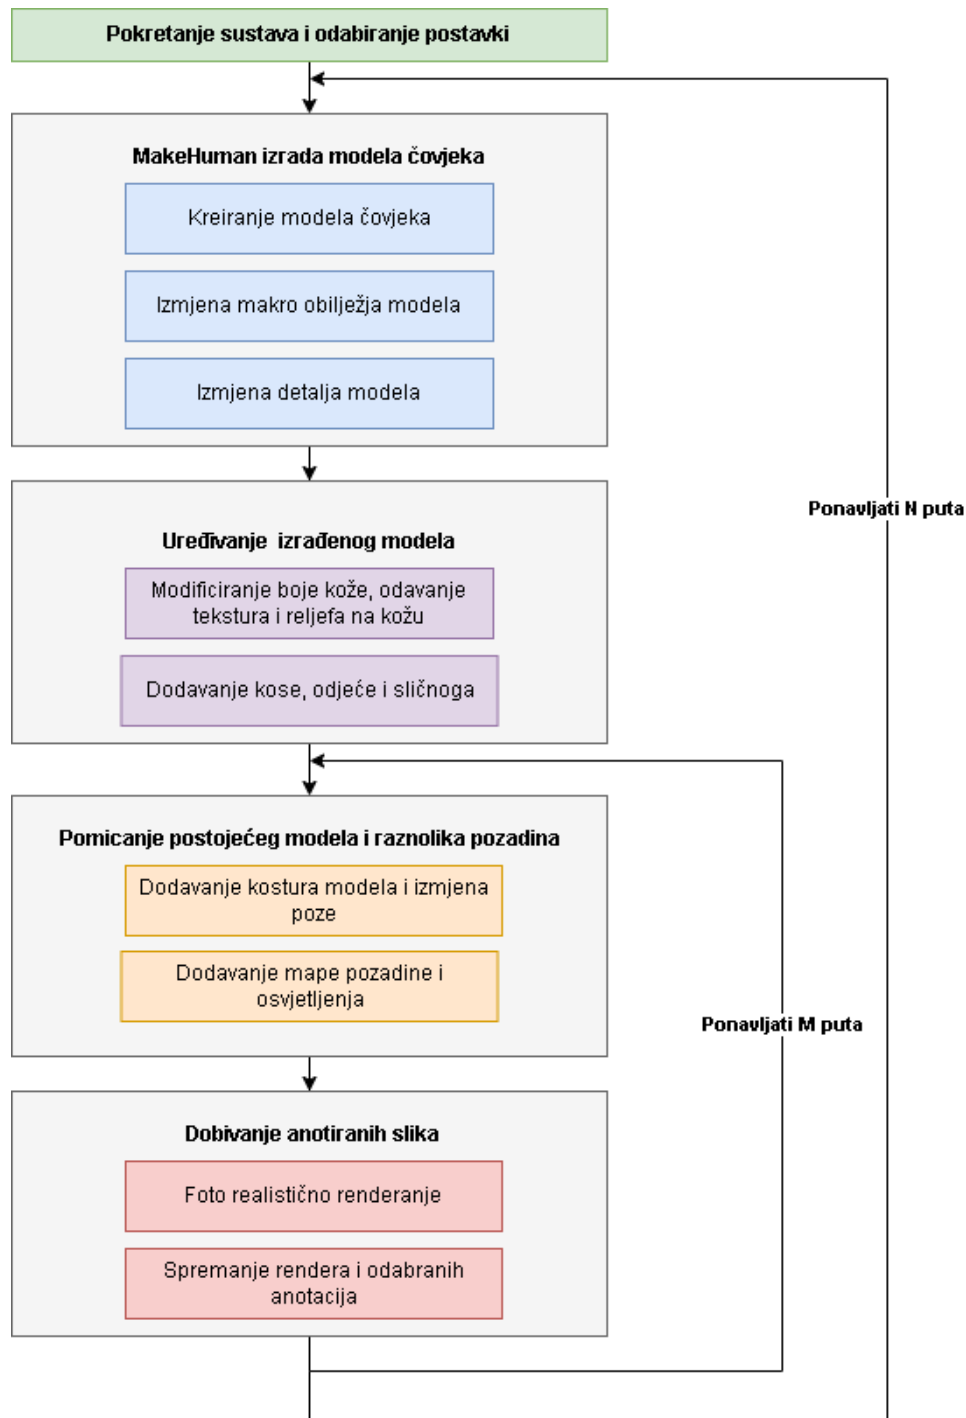 Pokretanje sustava i odabiranje postavki
MakeHuman izrada modela čovjeka
Kreiranje modela čovjeka
Izmjena makro obilježja modela
Izmjena detalja modela
Ponavljati N puta
Uređivanje izrađenog modela
Modificiranje boje kože, odavanje
tekstura i reljefa na kožu
Dodavanje kose, odjeće i sličnoga
Pomicanje postojećeg modela i raznolika pozadina
Dodavanje kostura modela i izmjena
poze
Dodavanje mape pozadine i
osvjetljenja
Ponavljati M puta
Dobivanje anotiranih slika
Foto realistično renderanje
Spremanje rendera i odabranih
anotacija